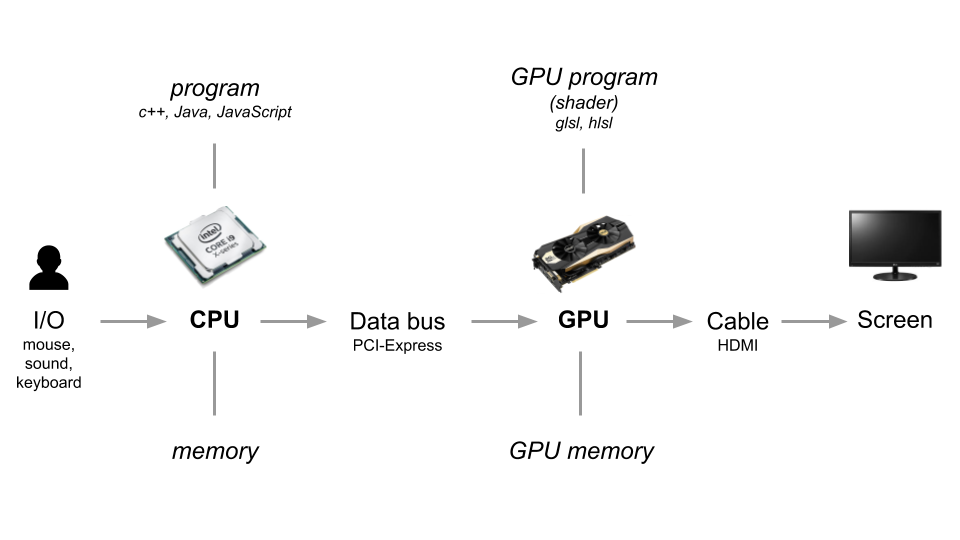 program
c++, Java, JavaScript
GPU program
(shader)
glsl, hlsl
intel
CORE i9
X-series
I/O
mouse,
sound,
keyboard
CPU
Data bus
PCI-Express
GPU
Cable
HDMI
Screen
memory
GPU memory